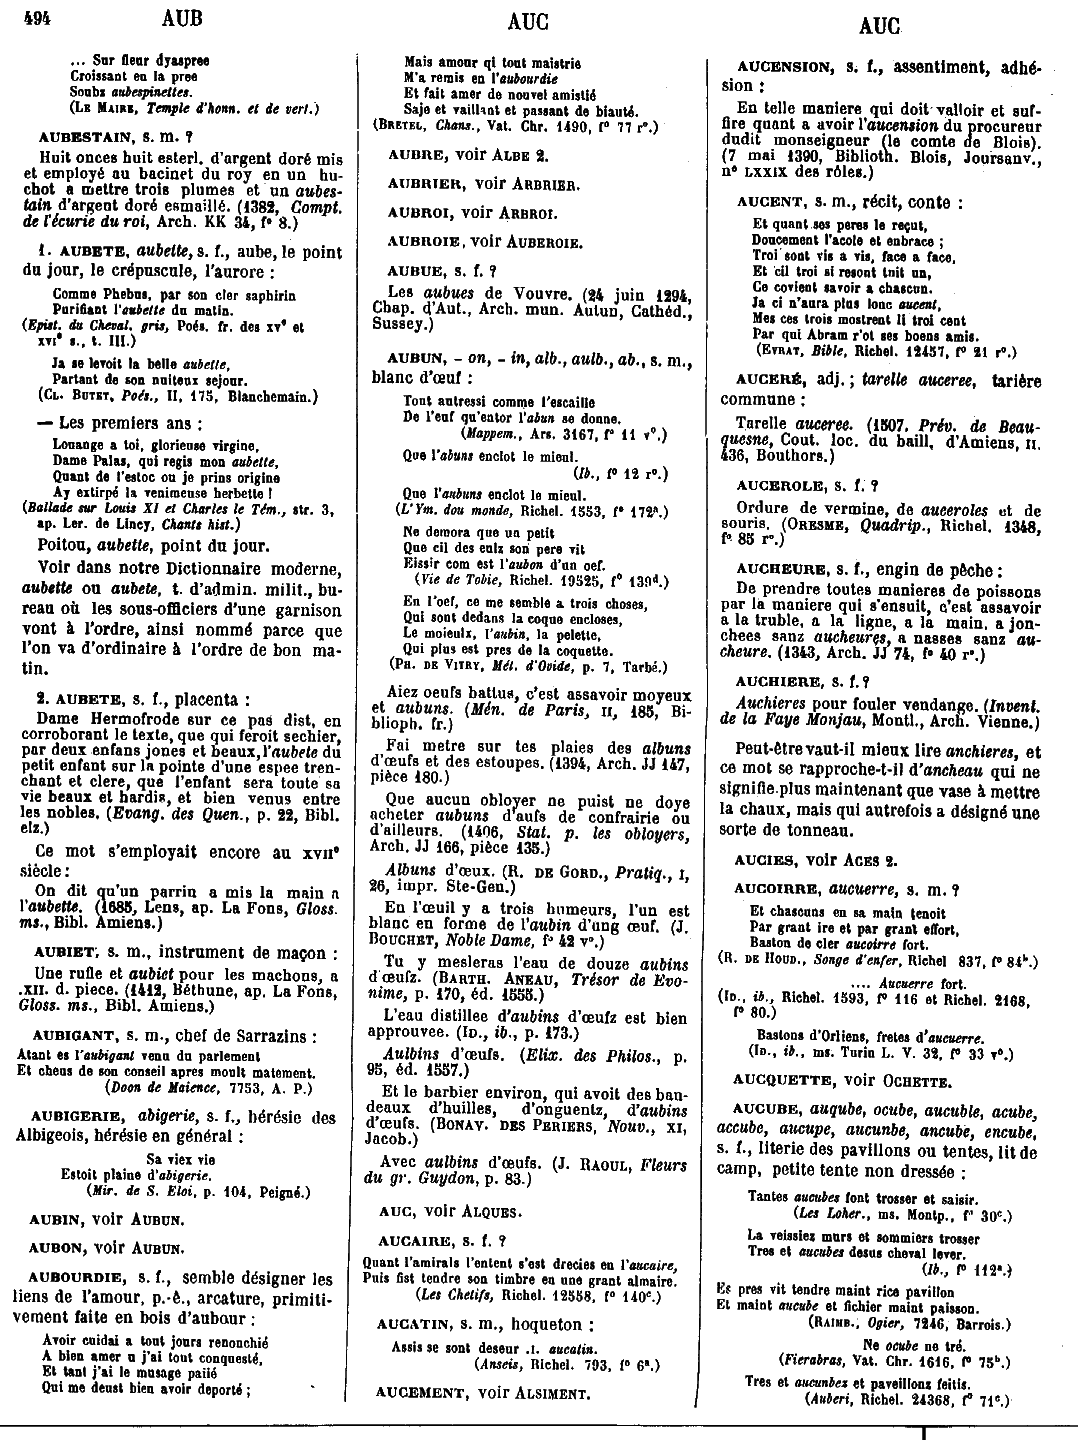 494 AUB AUC AUC
... Sur fleur dyaspree
Croissant en la pree
Soubz aubespinettes.
(LE MAIRE, Temple d'honn. et de vert.)
AUBESTAIN, s. m. ?
Huit onces huit esterl. d'argent doré mis
et employé au bacinet du roy en un hu-
chot a mettre trois plumes et un aubes-
tain d'argent doré esmaillé. (1382, Compt.
de l'écurie du roi, Arch. KK 34, f° 8.)
1. AUBETE, aubette, s. f., aube, le point
du jour, le crépuscule, l'aurore :
Comme Phebus, par son cler saphirin
Purifiant l'aubette du matin.
(Epist. du Cheval. gris, Poés. fr. des XVᵉ et
XVIᵉ s., t. III.)
Ja se levoit la belle aubette,
Partant de son nuiteux sejour.
(CL. BUTET, Poés., II, 175, Blanchemain.)
— Les premiers ans :
Louange a toi, glorieuse virgine,
Dame Palas, qui regis mon aubette,
Quant de l'estoc ou je prins origine
Ay extirpé la venimeuse herbette !
(Ballade sur Louis XI et Charles le Tém., str. 3,
ap. Ler. de Lincy, Chants hist.)
Poitou, aubette, point du jour.
Voir dans notre Dictionnaire moderne,
aubette ou aubete, t. d'admin. milit., bu-
reau où les sous-officiers d'une garnison
vont à l'ordre, ainsi nommé parce que
l'on va d'ordinaire à l'ordre de bon ma-
tin.
2. AUBETE, s. f., placenta :
Dame Hermofrode sur ce pas dist, en
corroborant le texte, que qui feroit sechier,
par deux enfans jones et beaux, l'aubete du
petit enfant sur la pointe d'une espee tren-
chant et clere, que l'enfant sera toute sa
vie beaux et hardis, et bien venus entre
les nobles. (Evang. des Quen., p. 22, Bibl.
elz.)
Ce mot s'employait encore au XVIIᵉ
siècle :
On dit qu'un parrin a mis la main a
l'aubette. (1685, Lens, ap. La Fons, Gloss.
ms., Bibl. Amiens.)
AUBIET, s. m., instrument de maçon :
Une rufle et aubiet pour les machons, a
.XII. d. piece. (1412, Béthune, ap. La Fons,
Gloss. ms., Bibl. Amiens.)
AUBIGANT, s. m., chef de Sarrazins :
Atant es l'aubigant venu du parlement
Et cheus de son conseil apres moult matement.
(Doon de Maience, 7753, A. P.)
AUBIGERIE, abigerie, s. f., hérésie des
Albigeois, hérésie en général :
Sa viex vie
Estoit plaine d'abigerie.
(Mir. de S. Eloi, p. 104, Peigné.)
AUBIN, voir AUBUN.
AUBON, voir AUBUN.
AUBOURDIE, s. f., semble désigner les
liens de l'amour, p.-ê., arcature, primiti-
vement faite en bois d'aubour :
Avoir cuidai a tout jours renonchié
A bien amer u j'ai tout conquesté,
Et tant j'ai le musage paiié
Qui me deust bien avoir deporté ;
Mais amour qi tout maistrie
M'a remis en l'aubourdie
Et fait amer de nouvel amistié
Saje et vaillant et passant de biauté.
(BRETEL, Chans., Vat. Chr. 1490, f° 77 r°.)
AUBRE, voir ALBE 2.
AUBRIER, voir ARBRIER.
AUBROI, voir ARBROI.
AUBROIE, voir AUBEROIE.
AUBUE, s. f. ?
Les aubues de Vouvre. (24 juin 1294,
Chap. d'Aut., Arch. mun. Autun, Cathéd.,
Sussey.)
AUBUN, - on, - in, alb., aulb., ab., s. m.,
blanc d'œuf :
Tout autressi comme l'escaille
De l'euf qu'entor l'abun se donne.
(Mappem., Ars. 3167, f° 11 v°.)
Que l'abuns enclot le mieul.
(Ib., f° 12 r°.)
Que l'aubuns enclot le mieul.
(L'Ym. dou monde, Richel. 1553, f° 172ᵃ.)
Ne demora que un petit
Que cil des eulz son pere vit
Eissir com est l'aubon d'un oef.
(Vie de Tobie, Richel. 19525, f° 139ᵈ.)
En l'oef, ce me semble a trois choses,
Qui sont dedans la coque encloses,
Le moieulx, l'aubin, la pelette,
Qui plus est pres de la coquette.
(PH. DE VITRY, Mét. d'Ovide, p. 7, Tarbé.)
Aiez oeufs battus, c'est assavoir moyeux
et aubuns. (Mén. de Paris, II, 185, Bi-
blioph. fr.)
Fai metre sur tes plaies des albuns
d'œufs et des estoupes. (1394, Arch. JJ 147,
pièce 180.)
Que aucun obloyer ne puist ne doye
acheter aubuns d'aufs de confrairie ou
d'ailleurs. (1406, Stat. p. les obloyers,
Arch. JJ 166, pièce 135.)
Albuns d'œux. (R. DE GORD., Pratiq., I,
26, impr. Ste-Gen.)
En l'œuil y a trois humeurs, l'un est
blanc en forme de l'aubin d'ung œuf. (J.
BOUCHET, Noble Dame, f° 42 v°.)
Tu y mesleras l'eau de douze aubins
d'œufz. (BARTH. ANEAU, Trésor de Evo-
nime, p. 170, éd. 1555.)
L'eau distillee d'aubins d'œufz est bien
approuvee. (ID., ib., p. 173.)
Aulbins d'œufs. (Elix. des Philos., p.
95, éd. 1557.)
Et le barbier environ, qui avoit des ban-
deaux d'huilles, d'onguentz, d'aubins
d'œufs. (BONAV. DES PERIERS, Nouv., XI,
Jacob.)
Avec aulbins d'œufs. (J. RAOUL, Fleurs
du gr. Guydon, p. 83.)
AUC, voir ALQUES.
AUCAIRE, s. f. ?
Quant l'amirals l'entent s'est drecies en l'aucaire,
Puis fist tendre son timbre en une grant almaire.
(Les Chetifs, Richel. 12558, f° 140ᶜ.)
AUCATIN, s. m., hoqueton :
Assis se sont deseur .I. aucatin.
(Anseis, Richel. 793, f° 6ᵃ.)
AUCEMENT, voir ALSIMENT.
AUCENSION, s. f., assentiment, adhé-
sion :
En telle maniere qui doit valloir et suf-
fire quant a avoir l'aucension du procureur
dudit monseigneur (le comte de Blois).
(7 mai 1390, Biblioth. Blois, Joursanv.,
n° LXXIX des rôles.)
AUCENT, s. m., récit, conte :
Et quant ses peres le reçut,
Doucement l'acole et enbrace ;
Troi sont vis a vis, face a face,
Et cil troi si resont tuit un,
Ce covient savoir a chascun.
Ja ci n'aura plus lonc aucent,
Mes ces trois mostrent li troi cent
Par qui Abram r'ot ses boens amis.
(EVRAT, Bible, Richel. 12457, f° 21 r°.)
AUCERÉ, adj. ; tarelle auceree, tarière
commune :
Tarelle auceree. (1507, Prév. de Beau-
quesne, Cout. loc. du baill. d'Amiens, II,
436, Bouthors.)
AUCEROLE, s. f. ?
Ordure de vermine, de auceroles et de
souris. (ORESME, Quadrip., Richel. 1348,
f° 85 r°.)
AUCHEURE, s. f., engin de pêche :
De prendre toutes manieres de poissons
par la maniere qui s'ensuit, c'est assavoir
a la truble, a la ligne, a la main, a jon-
chees sanz aucheures, a nasses sanz au-
cheure. (1343, Arch. JJ 74, f° 40 r°.)
AUCHIERE, s. f. ?
Auchieres pour fouler vendange. (Invent.
de la Faye Monjau, Montl., Arch. Vienne.)
Peut-être vaut-il mieux lire anchieres, et
ce mot se rapproche-t-il d'ancheau qui ne
signifie plus maintenant que vase à mettre
la chaux, mais qui autrefois a désigné une
sorte de tonneau.
AUCIES, voir AGES 2.
AUCOIRRE, aucuerre, s. m. ?
Et chascuns en sa main tenoit
Par grant ire et par grant effort,
Baston de cler aucoirre fort.
(R. DE HOUD., Songe d'enfer, Richel 837, f° 84ᵇ.)
.... Aucuerre fort.
(ID., ib., Richel. 1593, f° 116 et Richel. 2168,
f° 80.)
Bastons d'Orliens, fretes d'aucuerre.
(ID., ib., ms. Turin L. V. 32, f° 33 v°.)
AUCQUETTE, voir OCHETTE.
AUCUBE, auqube, ocube, aucuble, acube,
accube, aucupe, aucunbe, ancube, encube,
s. f., literie des pavillons ou tentes, lit de
camp, petite tente non dressée :
Tantes aucubes font trosser et saisir.
(Les Loher., ms. Montp., f° 30ᶜ.)
La veissies murs et sommiers trosser
Tres et aucubes desus cheval lever.
(Ib., f° 112ᵃ.)
Es pres vit tendre maint rice pavillon
Et maint aucube et fichier maint paisson.
(RAIMB., Ogier, 7246, Barrois.)
Ne ocube ne tré.
(Fierabras, Vat. Chr. 1616, f° 75ᵇ.)
Tres et aucunbez et paveillonz feitis.
(Auberi, Richel. 24368, f° 71ᶜ.)